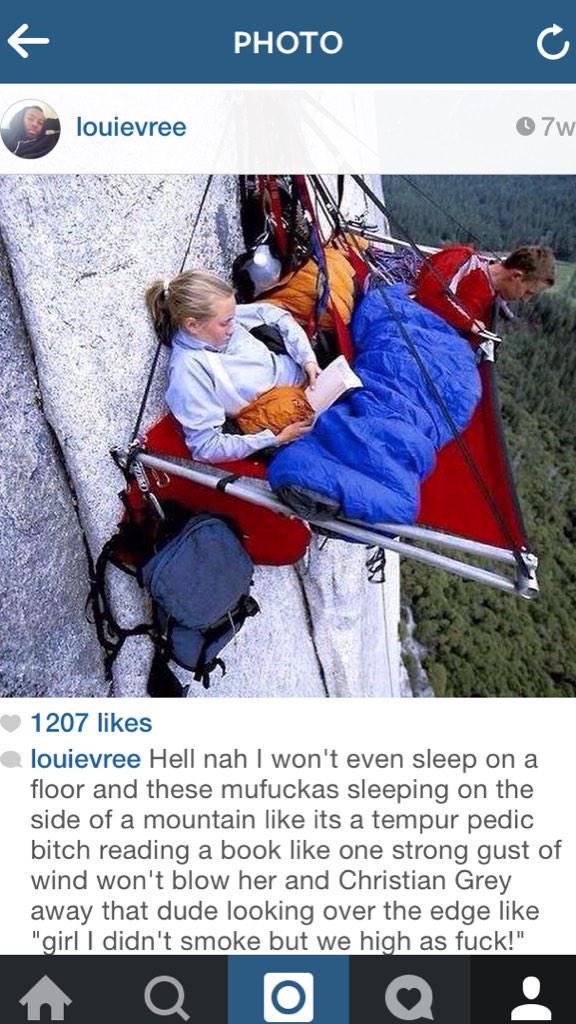 PHOTO
louievree
7w
1207 likes
louievree Hell nah I won't even sleep on a
floor and these mufuckas sleeping on the
side of a mountain like its a tempur pedic
bitch reading a book like one strong gust of
wind won't blow her and Christian Grey
away that dude looking over the edge like
"girl I didn't smoke but we high as fuck!"